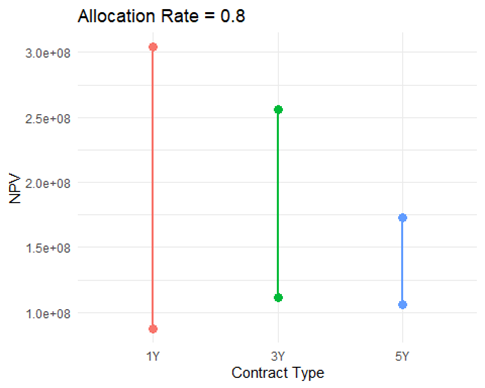 Allocation Rate = 0.8
3.0e+08
2.5e+08
2.0e+08
1.5e+08
1.0e+08
NPV
1Y 3Y 5Y
Contract Type